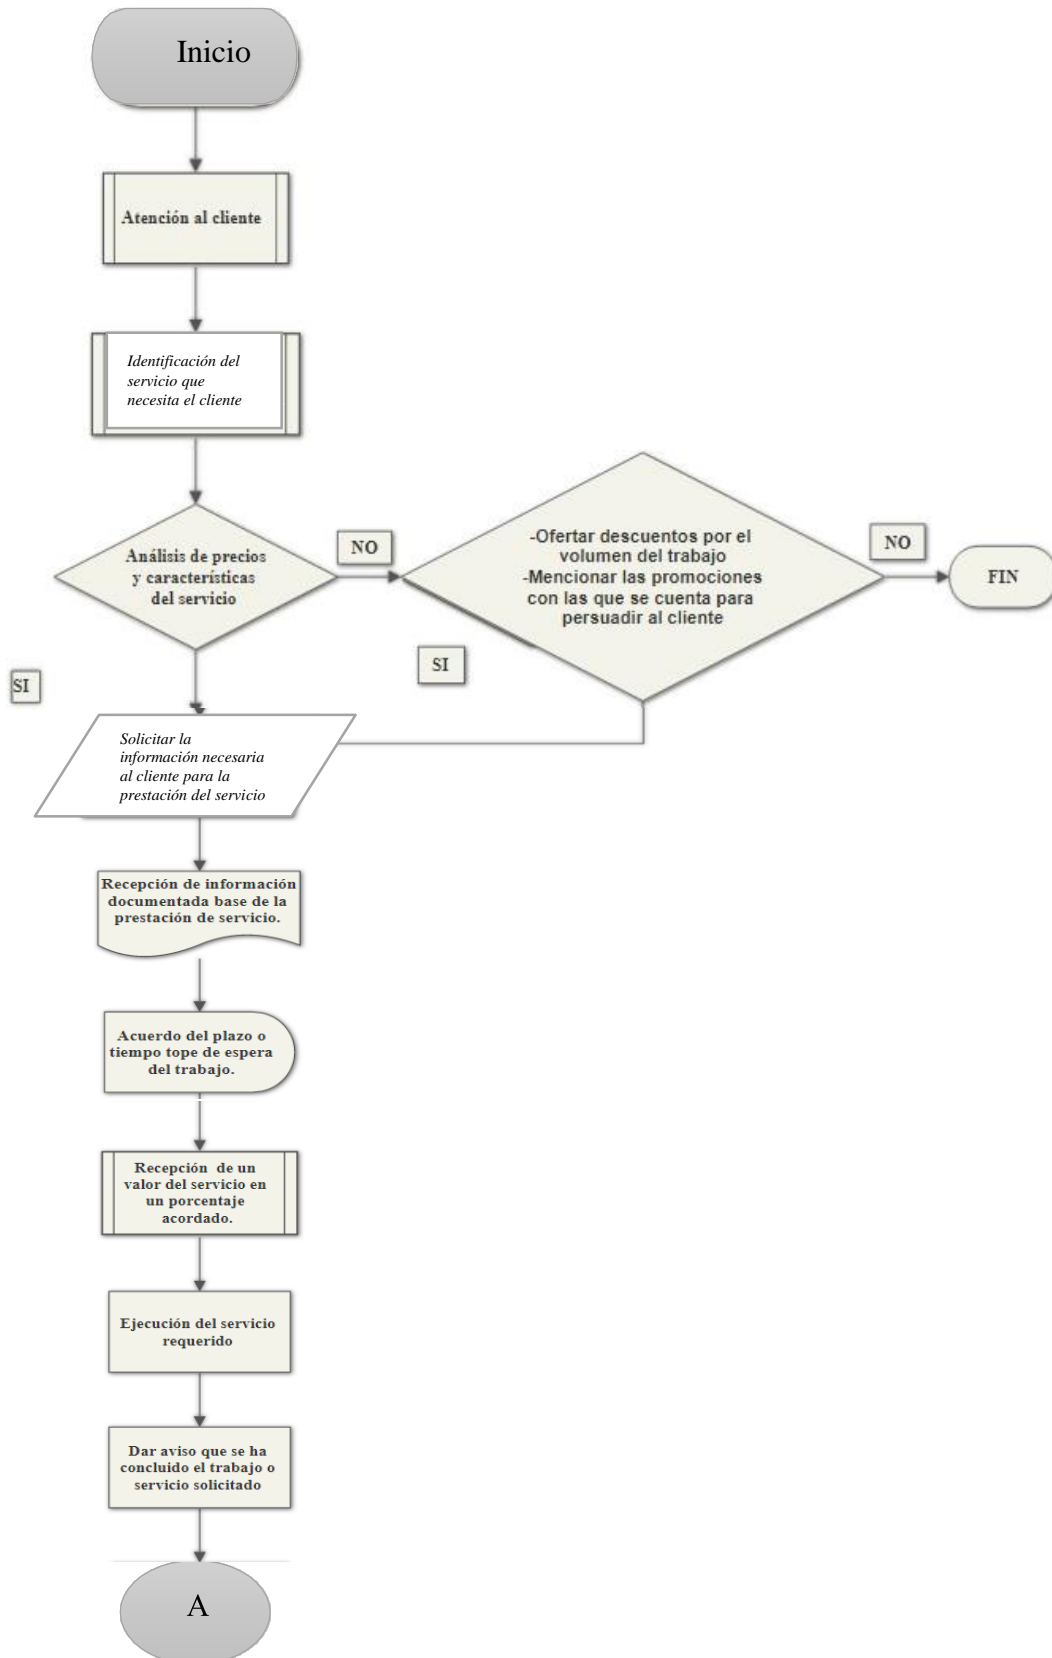 Inicio
Atención al cliente
Identificación del
servicio que
necesita el cliente
Análisis de precios
y características
del servicio
NO
-Ofertar descuentos por el
volumen del trabajo
-Mencionar las promociones
con las que se cuenta para
persuadir al cliente
NO
FIN
SI
SI
Solicitar la
información necesaria
al cliente para la
prestación del servicio
Recepción de información
documentada base de la
prestación de servicio.
Acuerdo del plazo o
tiempo tope de espera
del trabajo.
Recepción de un
valor del servicio en
un porcentaje
acordado.
Ejecución del servicio
requerido
Dar aviso que se ha
concluido el trabajo o
servicio solicitado
A